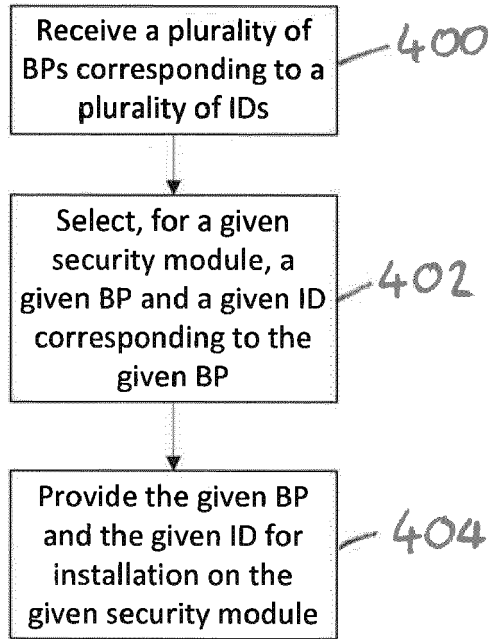 Receive a plurality of
BPs corresponding to a
plurality of IDs
400
Select, for a given
security module, a
given BP and a given ID
corresponding to the
given BP
402
Provide the given BP
and the given ID for
installation on the
given security module
404